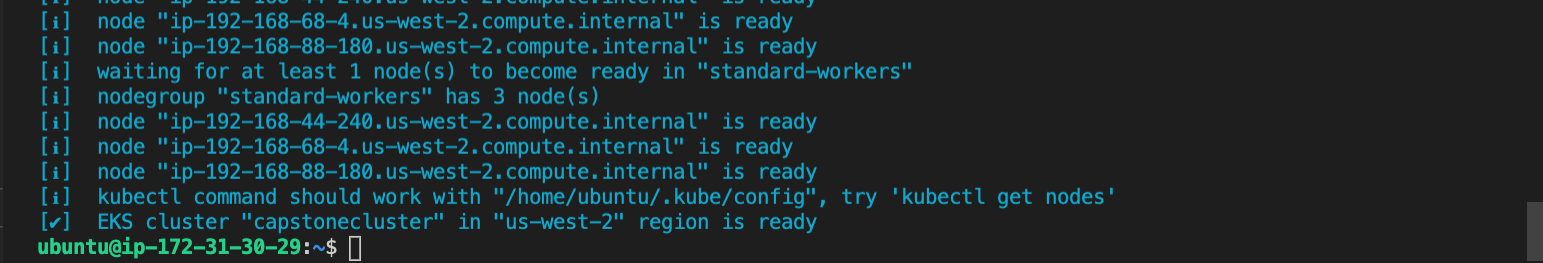 [ℹ]  node "ip-192-168-44-240.us-west-2.compute.internal" is ready
[ℹ]  node "ip-192-168-68-4.us-west-2.compute.internal" is ready
[ℹ]  node "ip-192-168-88-180.us-west-2.compute.internal" is ready
[ℹ]  waiting for at least 1 node(s) to become ready in "standard-workers"
[ℹ]  nodegroup "standard-workers" has 3 node(s)
[ℹ]  node "ip-192-168-44-240.us-west-2.compute.internal" is ready
[ℹ]  node "ip-192-168-68-4.us-west-2.compute.internal" is ready
[ℹ]  node "ip-192-168-88-180.us-west-2.compute.internal" is ready
[ℹ]  kubectl command should work with "/home/ubuntu/.kube/config", try 'kubectl get nodes'
[✔]  EKS cluster "capstonecluster" in "us-west-2" region is ready
ubuntu@ip-172-31-30-29:~$